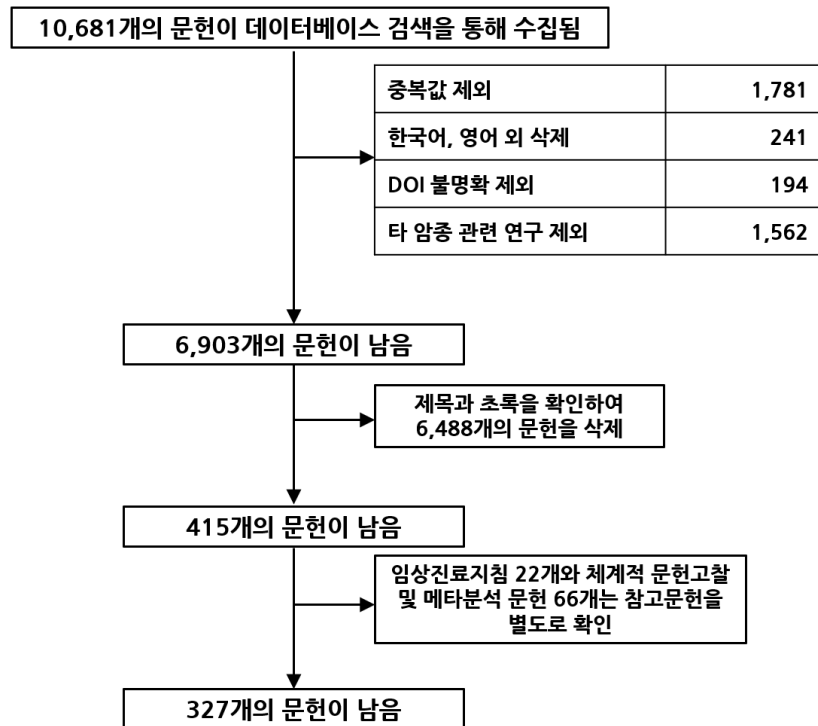 10,681개의 문헌이 데이터베이스 검색을 통해 수집됨
중복값 제외 1,781
한국어, 영어 외 삭제 241
DOI 불명확 제외 194
타 암종 관련 연구 제외 1,562
6,903개의 문헌이 남음
제목과 초록을 확인하여
6,488개의 문헌을 삭제
415개의 문헌이 남음
임상진료지침 22개와 체계적 문헌고찰
및 메타분석 문헌 66개는 참고문헌을
별도로 확인
327개의 문헌이 남음